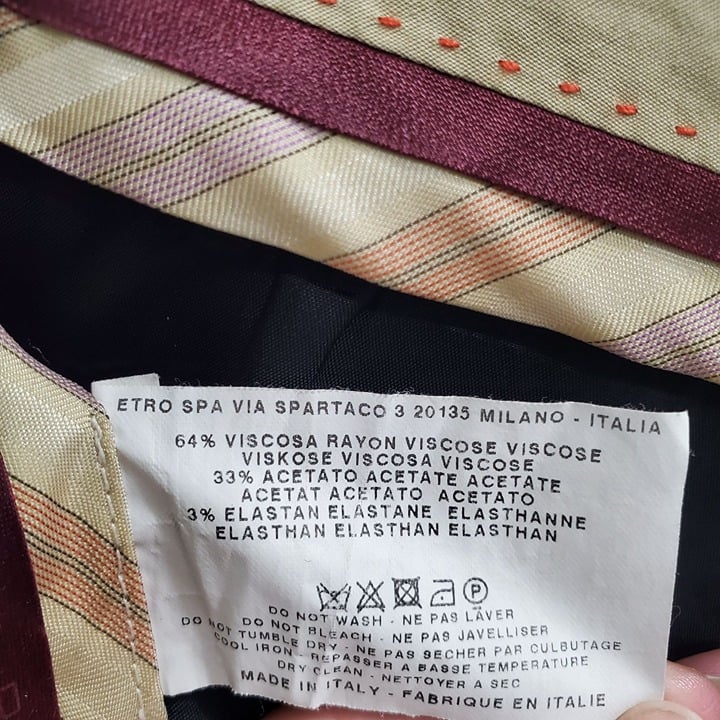 ETRO SPA VIA SPARTACO 3 20135 MILANO - ITALIA
64% VISCOSA RAYON VISCOSE VISCOSE
VISKOSE VISCOSA VISCOSE
33% ACETATO ACETATE ACETATE
ACETAT ACETATO ACETATO
3% ELASTAN ELASTANE ELASTHANNE
ELASTHAN ELASTHAN ELASTHAN
P
DO NOT WASH - NE PAS LAVER
DO NOT BLEACH - NE PAS JAVELLISER
DO NOT TUMBLE DRY - NE PAS SECHER PAR CULBUTAGE
COOL IRON - REPASSER A BASSE TEMPERATURE
DRY CLEAN - NETTOYER A SEC
MADE IN ITALY - FABRIQUE EN ITALIE